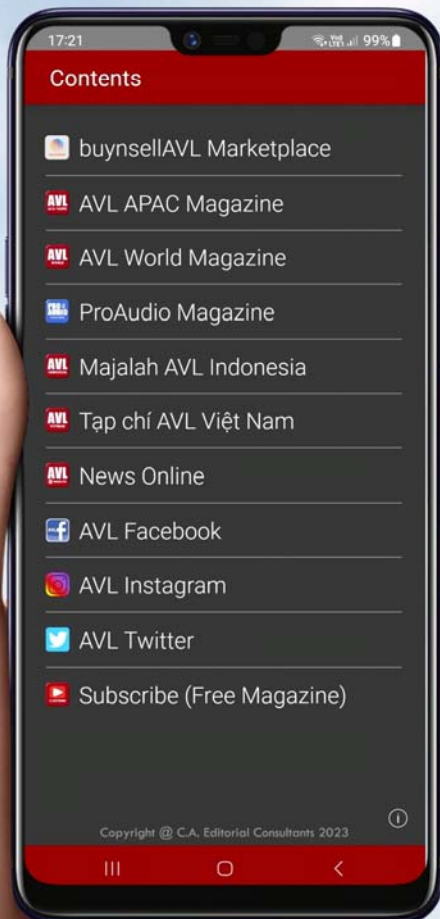 17:21
99%
Contents
buynsellAVL Marketplace
AVL APAC Magazine
AVL World Magazine
ProAudio Magazine
Majalah AVL Indonesia
Tạp chí AVL Việt Nam
News Online
AVL Facebook
AVL Instagram
AVL Twitter
Subscribe (Free Magazine)
Copyright @ C.A. Editorial Consultants 2023